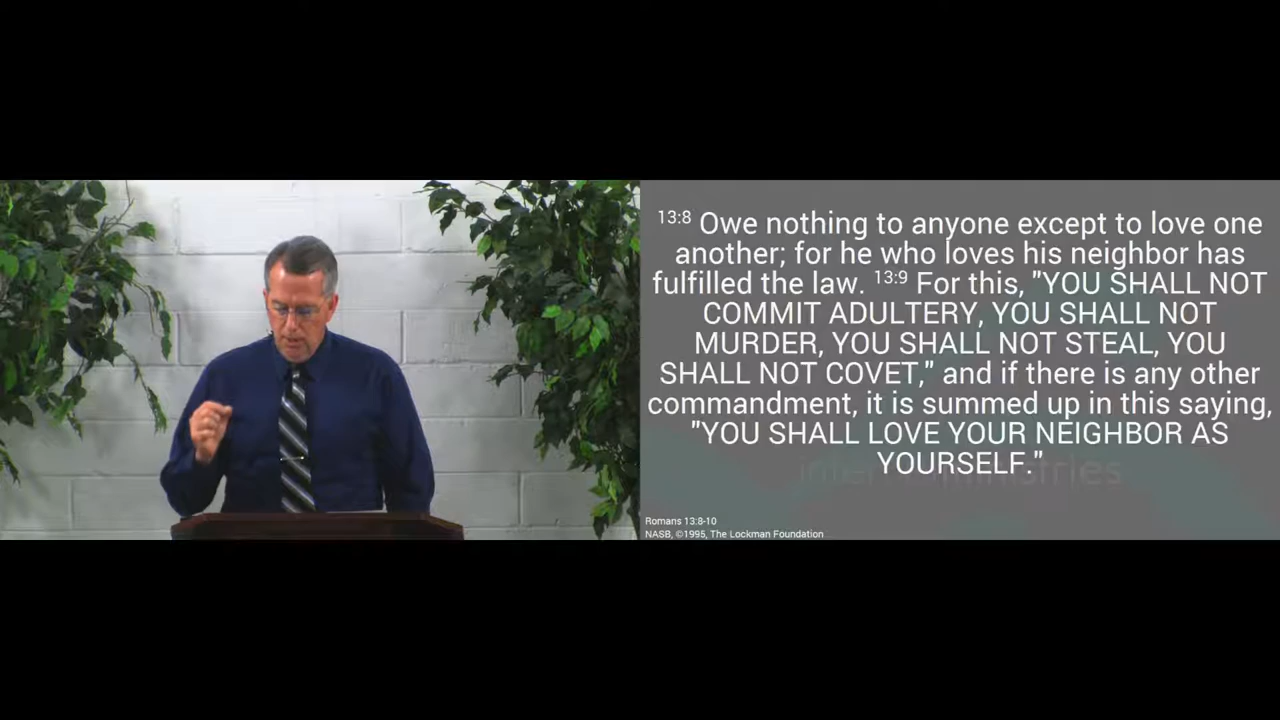 13:8 Owe nothing to anyone except to love one
another; for he who loves his neighbor has
fulfilled the law. 13:9 For this, "YOU SHALL NOT
COMMIT ADULTERY, YOU SHALL NOT
MURDER, YOU SHALL NOT STEAL, YOU
SHALL NOT COVET," and if there is any other
commandment, it is summed up in this saying,
"YOU SHALL LOVE YOUR NEIGHBOR AS
YOURSELF."
Romans 13:8-10
NASB, ©1995, The Lockman Foundation